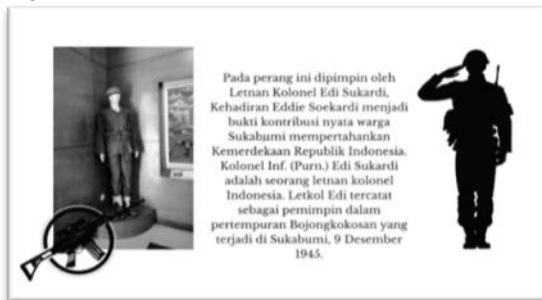 Pada perang ini dipimpin oleh
Letnan Kolonel Edi Sukardi,
Kehadiran Eddie Soekardi menjadi
bukti kontribusi nyata warga
Sukabumi mempertahankan
Kemerdekaan Republik Indonesia.
Kolonel Inf. (Purn.) Edi Sukardi
adalah seorang letnan kolonel
Indonesia. Letkol Edi tercatat
sebagai pemimpin dalam
pertempuran Bojongkokosan yang
terjadi di Sukabumi, 9 Desember
1945.